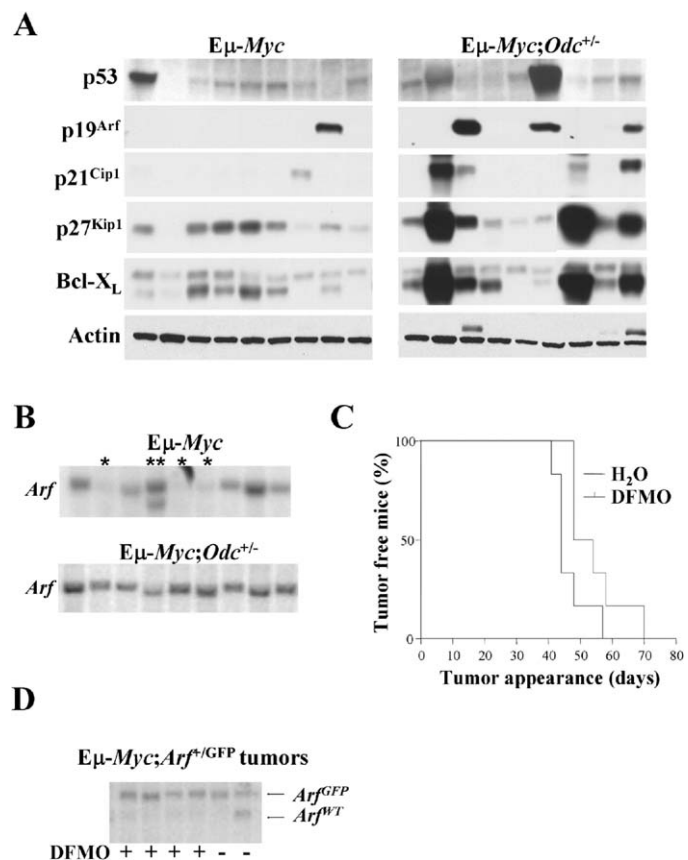 A
Eμ-Myc
Eμ-Myc;Odc+/-
p53
p19Arf
p21Cip1
p27Kip1
Bcl-XL
Actin
B
Eμ-Myc
* ** * *
Arf
Eμ-Myc;Odc+/-
Arf
C
100
50
0
Tumor free mice (%)
H2O
DFMO
0 10 20 30 40 50 60 70 80
Tumor appearance (days)
D
Eμ-Myc;Arf+/GFP tumors
ArfGFP
ArfWT
DFMO + + + + - -